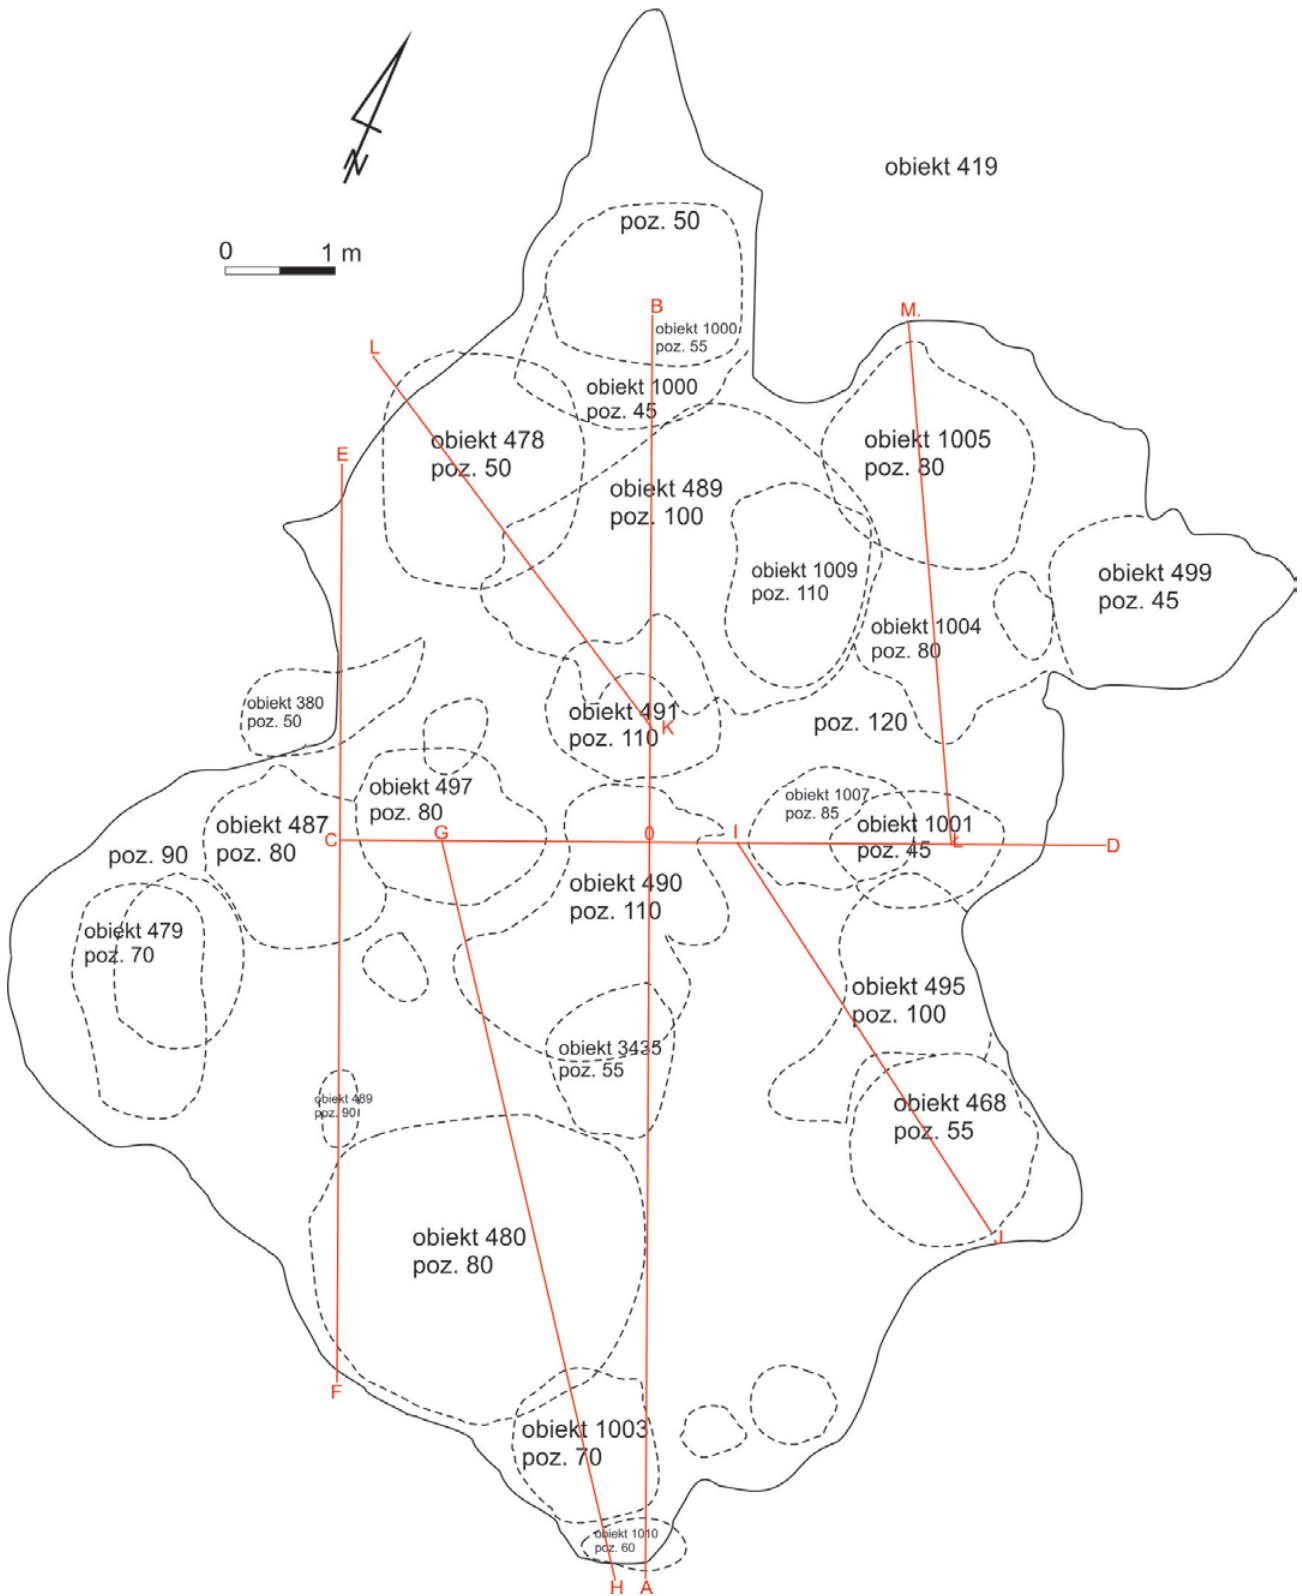 N
obiekt 419
poz. 50
0 1 m
B
M.
obiekt 1000
poz. 55
L
obiekt 1000
poz. 45
obiekt 478
poz. 50
obiekt 1005
poz. 80
E
obiekt 489
poz. 100
obiekt 1009
poz. 110
obiekt 499
poz. 45
obiekt 1004
poz. 80
obiekt 380
poz. 50
obiekt 491
poz. 110
K
poz. 120
obiekt 497
poz. 80
obiekt 1007
poz. 85
obiekt 487
poz. 80
obiekt 1001
poz. 45
C
G
0
I
Ł
D
poz. 90
obiekt 490
poz. 110
obiekt 479
poz. 70
obiekt 495
poz. 100
obiekt 3435
poz. 55
obiekt 489
poz. 90
obiekt 468
poz. 55
obiekt 480
poz. 80
J
F
obiekt 1003
poz. 70
obiekt 1010
poz. 60
H
A